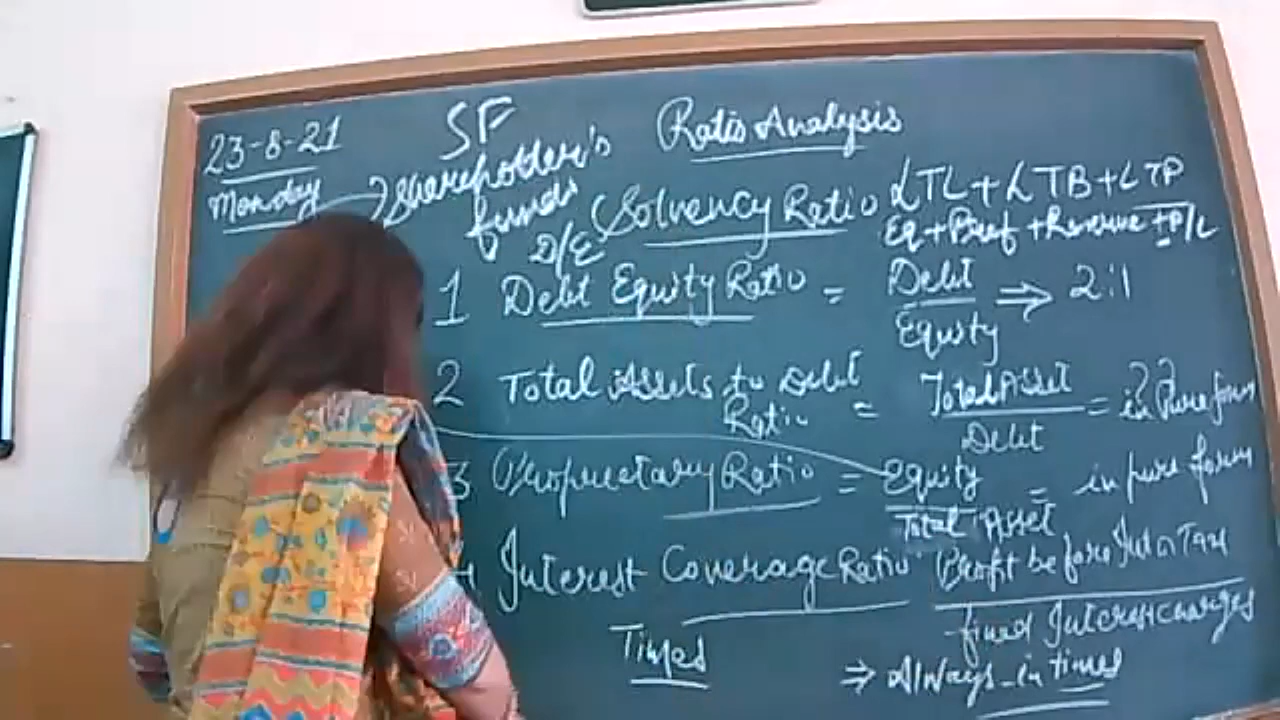 23-8-21
Monday
SF
shareholder's
funds
Ratio Analysis
Solvency Ratio
LTL + LTB + LTP
Eq + Pref + Reserve + P/L
D/E
1 Debt Equity Ratio = Debt / Equity ⇒ 2:1
2 Total Assets to Debt Ratio = Total Asset / Debt = in Pure form
??
3 Proprietary Ratio = Equity / Total Asset = in pure form
Interest Coverage Ratio Profit before Int & Tax / fixed Interest charges
Times
⇒ Always in times